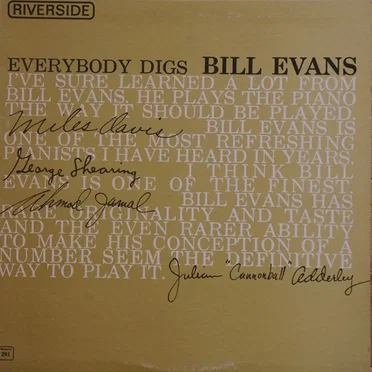 RIVERSIDE
EVERYBODY DIGS BILL EVANS
I'VE SURE LEARNED A LOT FROM
BILL EVANS. HE PLAYS THE PIANO
THE WAY IT SHOULD BE PLAYED.
Miles Davis BILL EVANS IS
ONE OF THE MOST REFRESHING
PIANISTS I HAVE HEARD IN YEARS.
George Shearing I THINK BILL
EVANS IS ONE OF THE FINEST.
Ahmad Jamal BILL EVANS HAS
ORIGINALITY AND TASTE
AND THE EVEN RARER ABILITY
TO MAKE HIS CONCEPTION OF A
NUMBER SEEM THE DEFINITIVE
WAY TO PLAY IT. Julian "Cannonball" Adderley
291